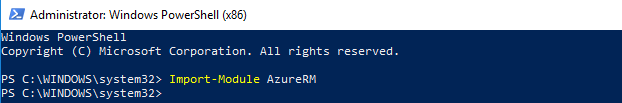 Administrator: Windows PowerShell (x86)
Windows PowerShell
Copyright (C) Microsoft Corporation. All rights reserved.
PS C:\WINDOWS\system32> Import-Module AzureRM
PS C:\WINDOWS\system32>